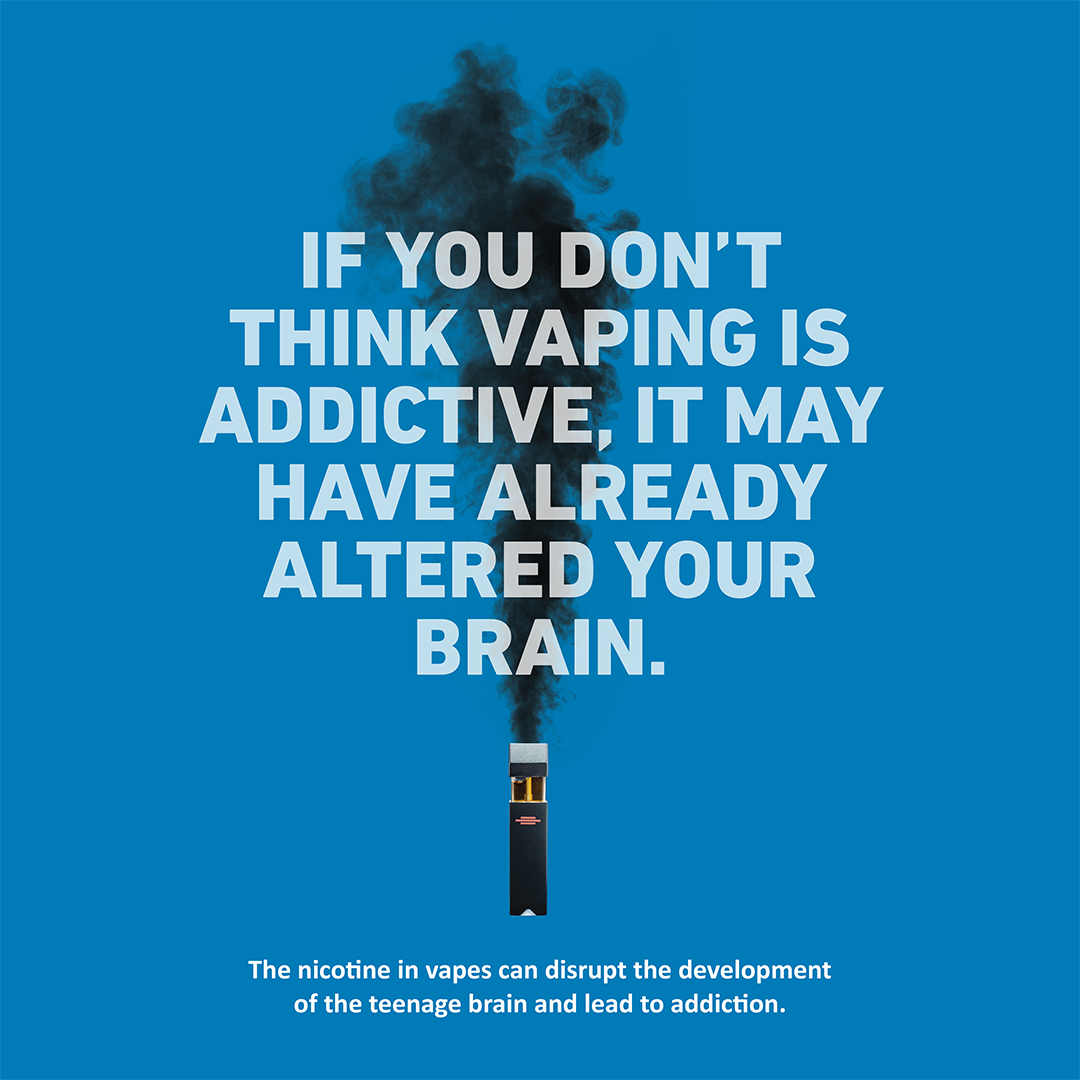 IF YOU DON’T
THINK VAPING IS
ADDICTIVE, IT MAY
HAVE ALREADY
ALTERED YOUR
BRAIN.
The nicotine in vapes can disrupt the development
of the teenage brain and lead to addiction.